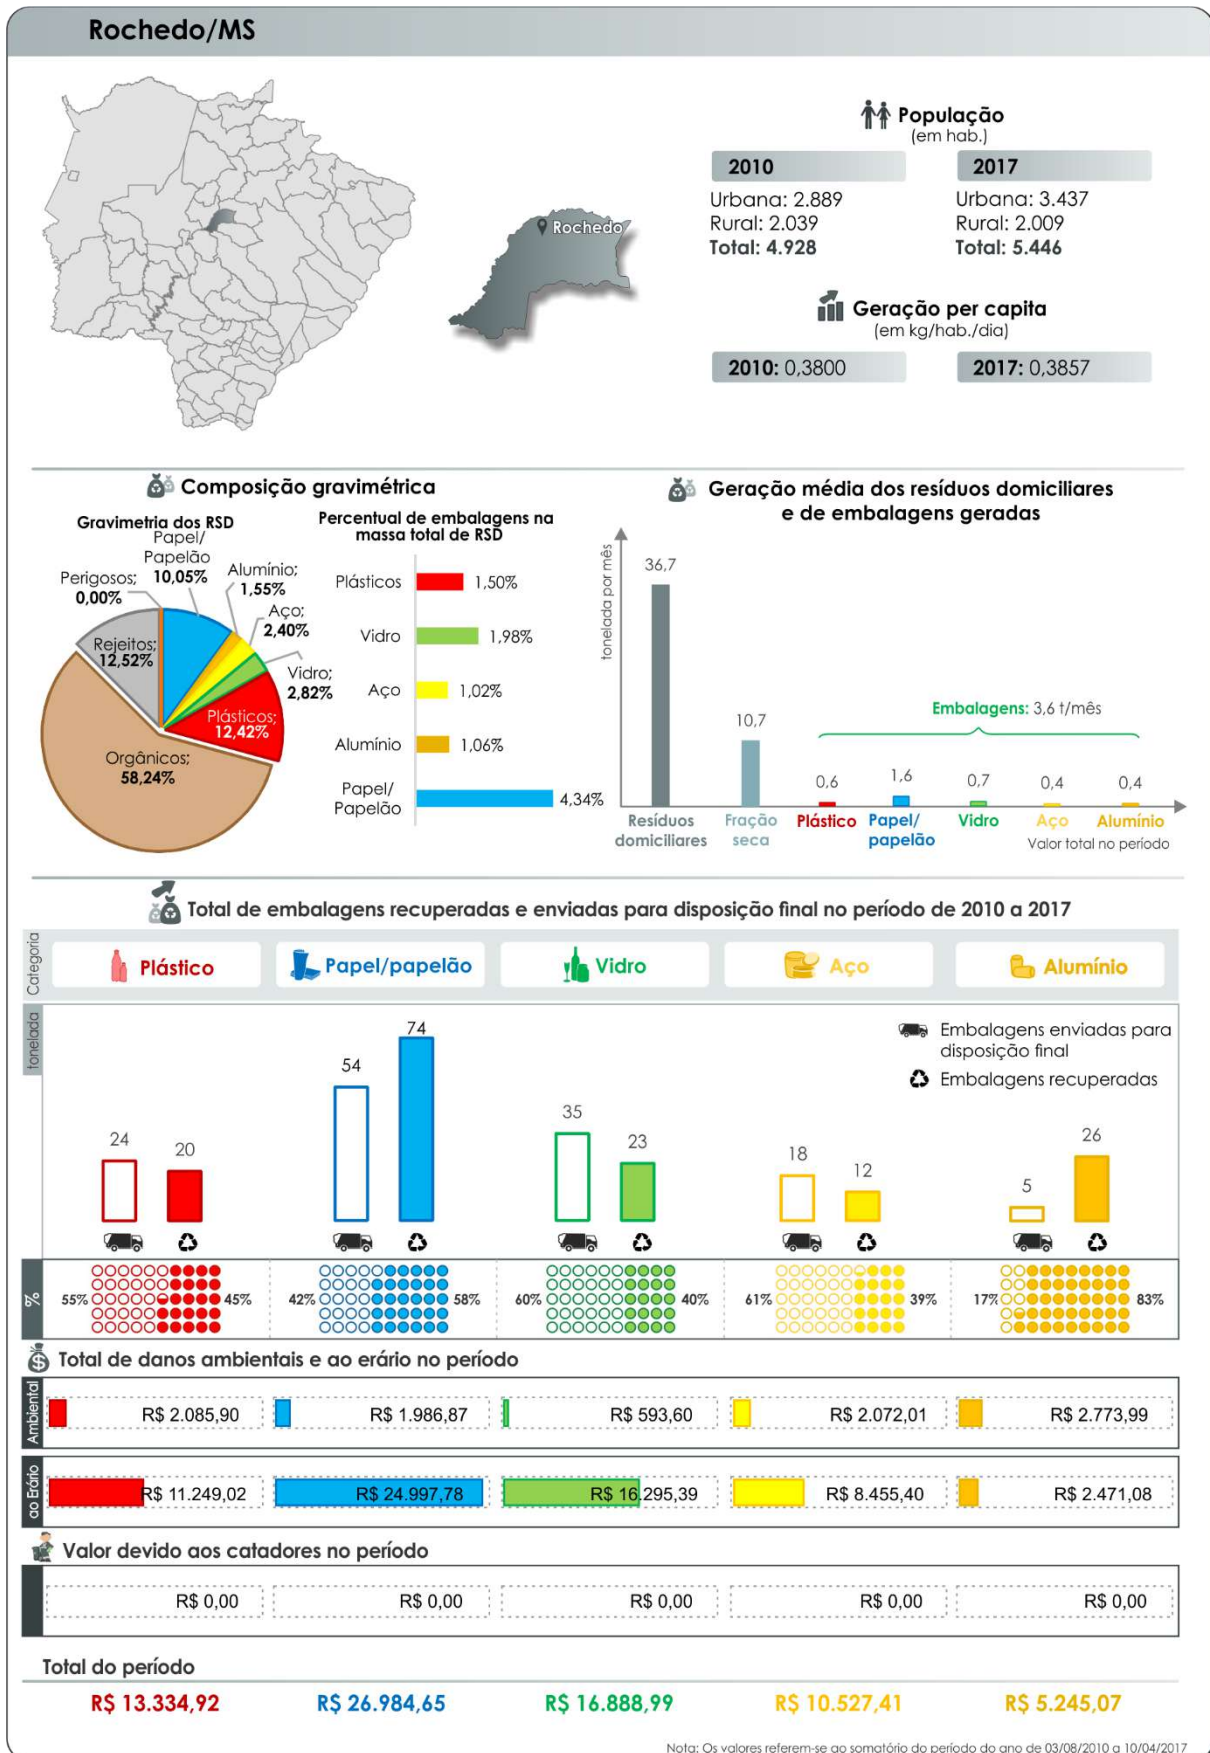 Rochedo/MS
População
(em hab.)
2010
2017
Urbana: 2.889
Rural: 2.039
Total: 4.928
Urbana: 3.437
Rural: 2.009
Total: 5.446
Rochedo
Geração per capita
(em kg/hab./dia)
2010: 0,3800
2017: 0,3857
Composição gravimétrica
Gravimetria dos RSD
Papel/
Papelão
10,05%
Perigosos;
0,00%
Alumínio;
1,55%
Aço;
2,40%
Vidro;
2,82%
Rejeitos;
12,52%
Plásticos;
12,42%
Orgânicos;
58,24%
Percentual de embalagens na
massa total de RSD
Plásticos
1,50%
Vidro
1,98%
Aço
1,02%
Alumínio
1,06%
Papel/
Papelão
4,34%
Geração média dos resíduos domiciliares
e de embalagens geradas
tonelada por mês
36,7
10,7
Embalagens: 3,6 t/mês
0,6
1,6
0,7
0,4
0,4
Resíduos
domiciliares
Fração
seca
Plástico
Papel/
papelão
Vidro
Aço
Alumínio
Valor total no período
Total de embalagens recuperadas e enviadas para disposição final no período de 2010 a 2017
Categoria
Plástico
Papel/papelão
Vidro
Aço
Alumínio
tonelada
24
20
54
74
35
23
18
12
5
26
Embalagens enviadas para
disposição final
Embalagens recuperadas
%
55%
45%
42%
58%
60%
40%
61%
39%
17%
83%
Total de danos ambientais e ao erário no período
Ambiental
R$ 2.085,90
R$ 1.986,87
R$ 593,60
R$ 2.072,01
R$ 2.773,99
ao Erário
R$ 11.249,02
R$ 24.997,78
R$ 16.295,39
R$ 8.455,40
R$ 2.471,08
Valor devido aos catadores no período
R$ 0,00
R$ 0,00
R$ 0,00
R$ 0,00
R$ 0,00
Total do período
R$ 13.334,92
R$ 26.984,65
R$ 16.888,99
R$ 10.527,41
R$ 5.245,07
Nota: Os valores referem-se ao somatório do período do ano de 03/08/2010 a 10/04/2017